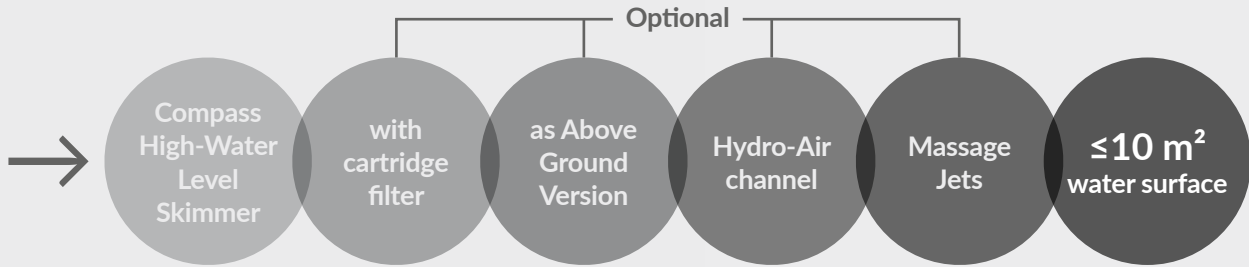 Optional
Compass
High-Water
Level
Skimmer
with
cartridge
filter
as Above
Ground
Version
Hydro-Air
channel
Massage
Jets
≤10 m²
water surface